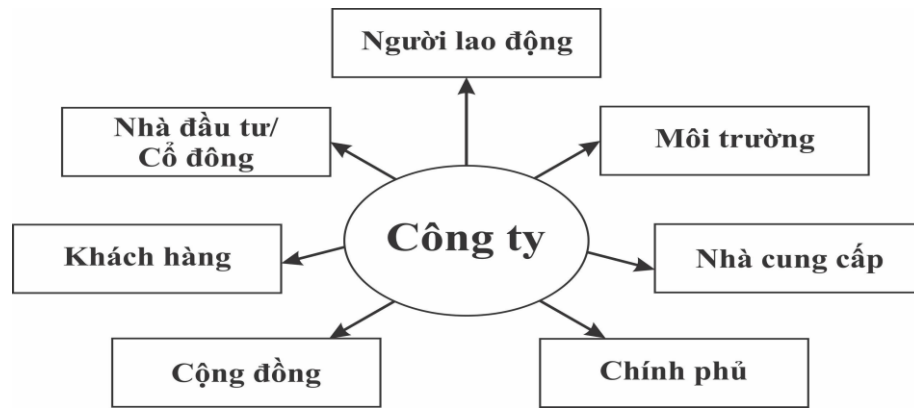 Người lao động
Nhà đầu tư/
Cổ đông
Môi trường
Công ty
Khách hàng
Nhà cung cấp
Cộng đồng
Chính phủ